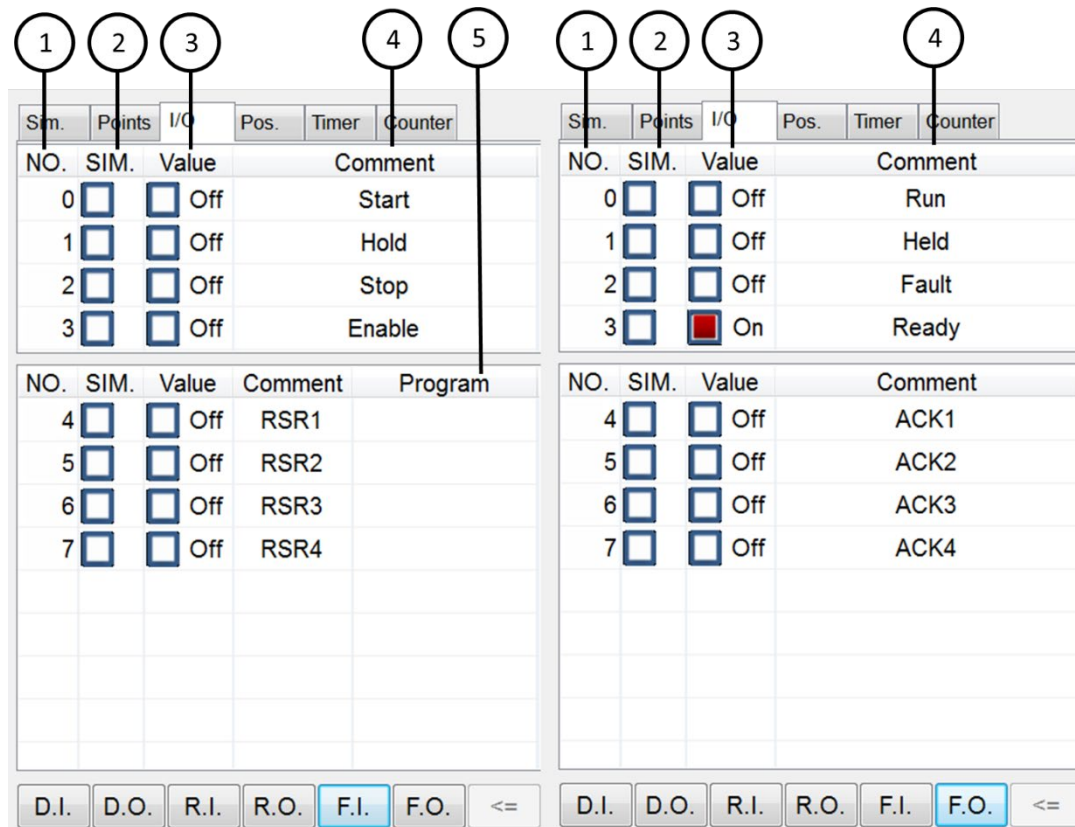 1 2 3 4 5
Sim. Points I/O Pos. Timer Counter
NO. SIM. Value Comment
0 Off Start
1 Off Hold
2 Off Stop
3 Off Enable
NO. SIM. Value Comment Program
4 Off RSR1
5 Off RSR2
6 Off RSR3
7 Off RSR4
D.I. D.O. R.I. R.O. F.I. F.O. <=
1 2 3 4
Sim. Points I/O Pos. Timer Counter
NO. SIM. Value Comment
0 Off Run
1 Off Held
2 Off Fault
3 On Ready
NO. SIM. Value Comment
4 Off ACK1
5 Off ACK2
6 Off ACK3
7 Off ACK4
D.I. D.O. R.I. R.O. F.I. F.O. <=